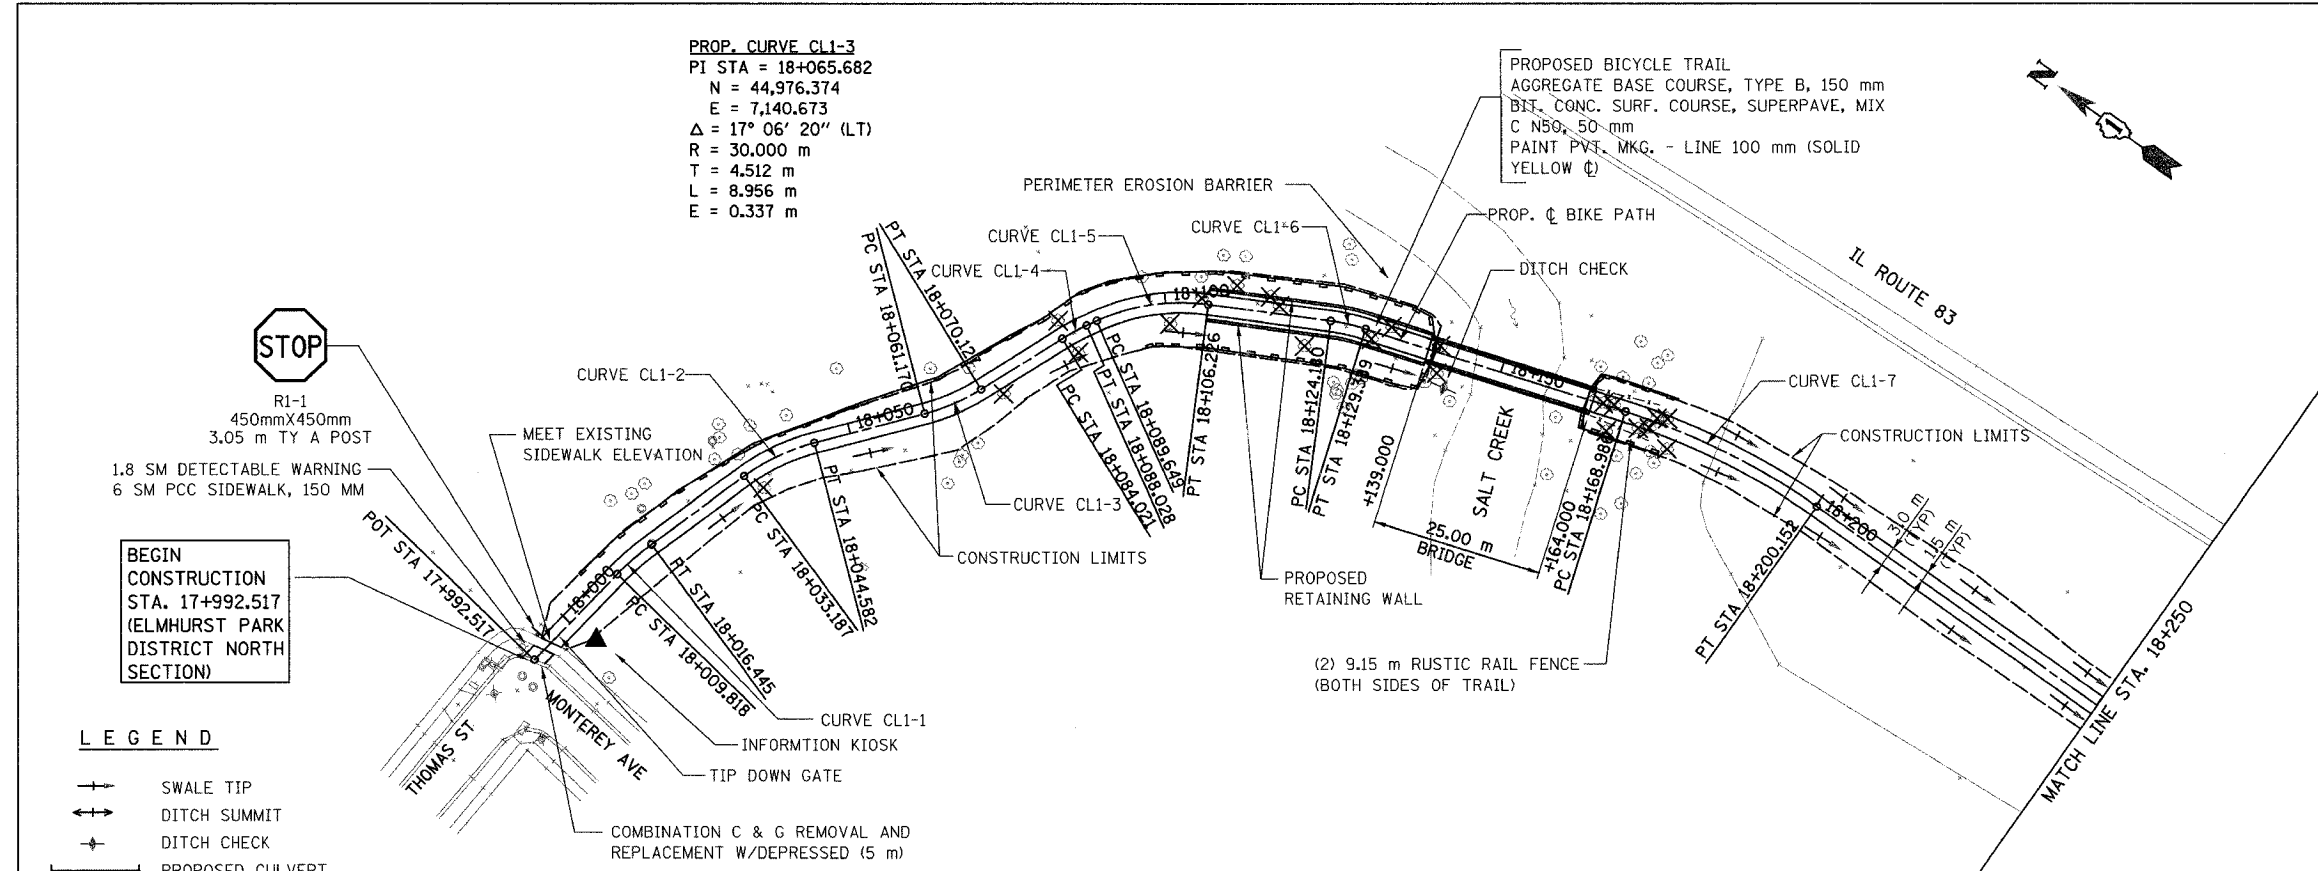 PROP. CURVE CL1-3
PI STA = 18+065.682
N = 44,976.374
E = 7,140.673
Δ = 17° 06' 20" (LT)
R = 30.000 m
T = 4.512 m
L = 8.956 m
E = 0.337 m
PROPOSED BICYCLE TRAIL
AGGREGATE BASE COURSE, TYPE B, 150 mm
BIT. CONC. SURF. COURSE, SUPERPAVE, MIX
C N50, 50 mm
PAINT PVT. MKG. - LINE 100 mm (SOLID
YELLOW ℄)
N
1
PERIMETER EROSION BARRIER
PROP. ℄ BIKE PATH
CURVE CL1-5
CURVE CL1-6
CURVE CL1-4
DITCH CHECK
IL ROUTE 83
PT STA 18+070.127
PC STA 18+061.170
STOP
R1-1
450mmX450mm
3.05 m TY A POST
CURVE CL1-2
MEET EXISTING
SIDEWALK ELEVATION
1.8 SM DETECTABLE WARNING
6 SM PCC SIDEWALK, 150 MM
18+000
18+050
18+100
18+150
18+200
CURVE CL1-7
CONSTRUCTION LIMITS
CURVE CL1-3
CONSTRUCTION LIMITS
POT STA 17+992.517
PC STA 18+009.818
PT STA 18+016.445
PC STA 18+033.187
PT STA 18+044.582
PC STA 18+084.021
PT STA 18+088.028
PC STA 18+089.649
PT STA 18+106.226
PC STA 18+124.180
PT STA 18+129.389
+139.000
25.00 m
BRIDGE
SALT CREEK
+164.000
PC STA 18+168.986
PT STA 18+200.152
3.0 m
(TYP)
1.5 m
(TYP)
MATCH LINE STA. 18+250
BEGIN
CONSTRUCTION
STA. 17+992.517
(ELMHURST PARK
DISTRICT NORTH
SECTION)
PROPOSED
RETAINING WALL
(2) 9.15 m RUSTIC RAIL FENCE
(BOTH SIDES OF TRAIL)
CURVE CL1-1
INFORMTION KIOSK
TIP DOWN GATE
THOMAS ST
MONTEREY AVE
COMBINATION C & G REMOVAL AND
REPLACEMENT W/DEPRESSED (5 m)
LEGEND
SWALE TIP
DITCH SUMMIT
DITCH CHECK
PROPOSED CULVERT